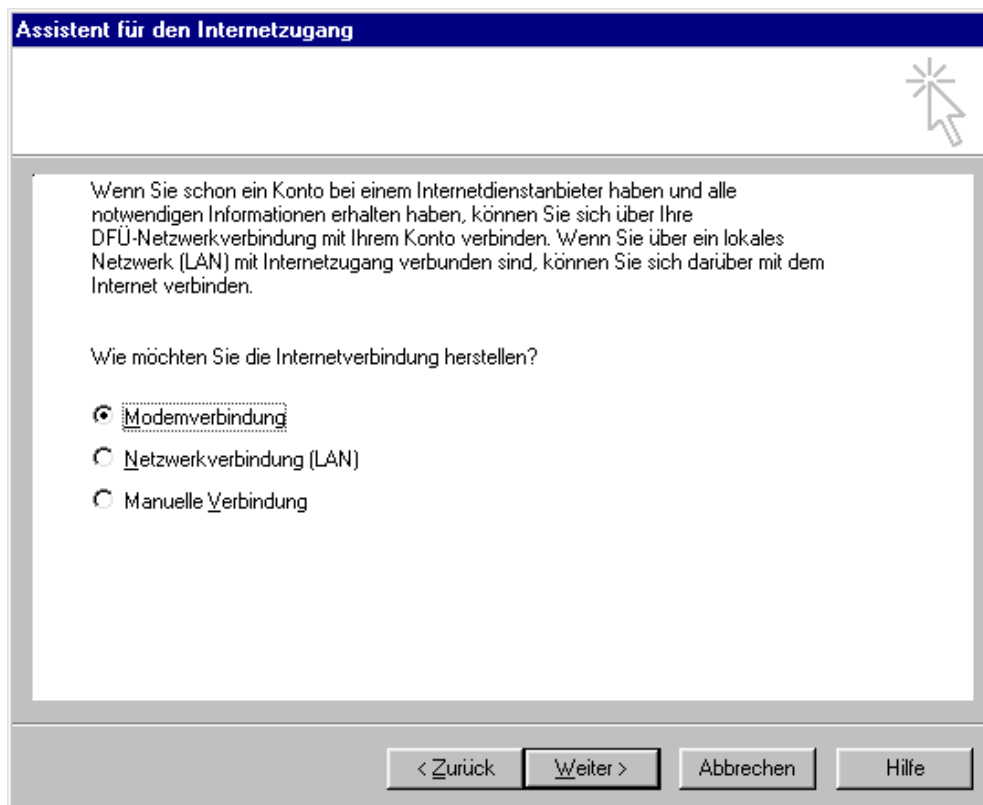 Assistent für den Internetzugang
Wenn Sie schon ein Konto bei einem Internetdienstanbieter haben und alle
notwendigen Informationen erhalten haben, können Sie sich über Ihre
DFÜ-Netzwerkverbindung mit Ihrem Konto verbinden. Wenn Sie über ein lokales
Netzwerk (LAN) mit Internetzugang verbunden sind, können Sie sich darüber mit dem
Internet verbinden.
Wie möchten Sie die Internetverbindung herstellen?
Modemverbindung
Netzwerkverbindung (LAN)
Manuelle Verbindung
< Zurück Weiter > Abbrechen Hilfe